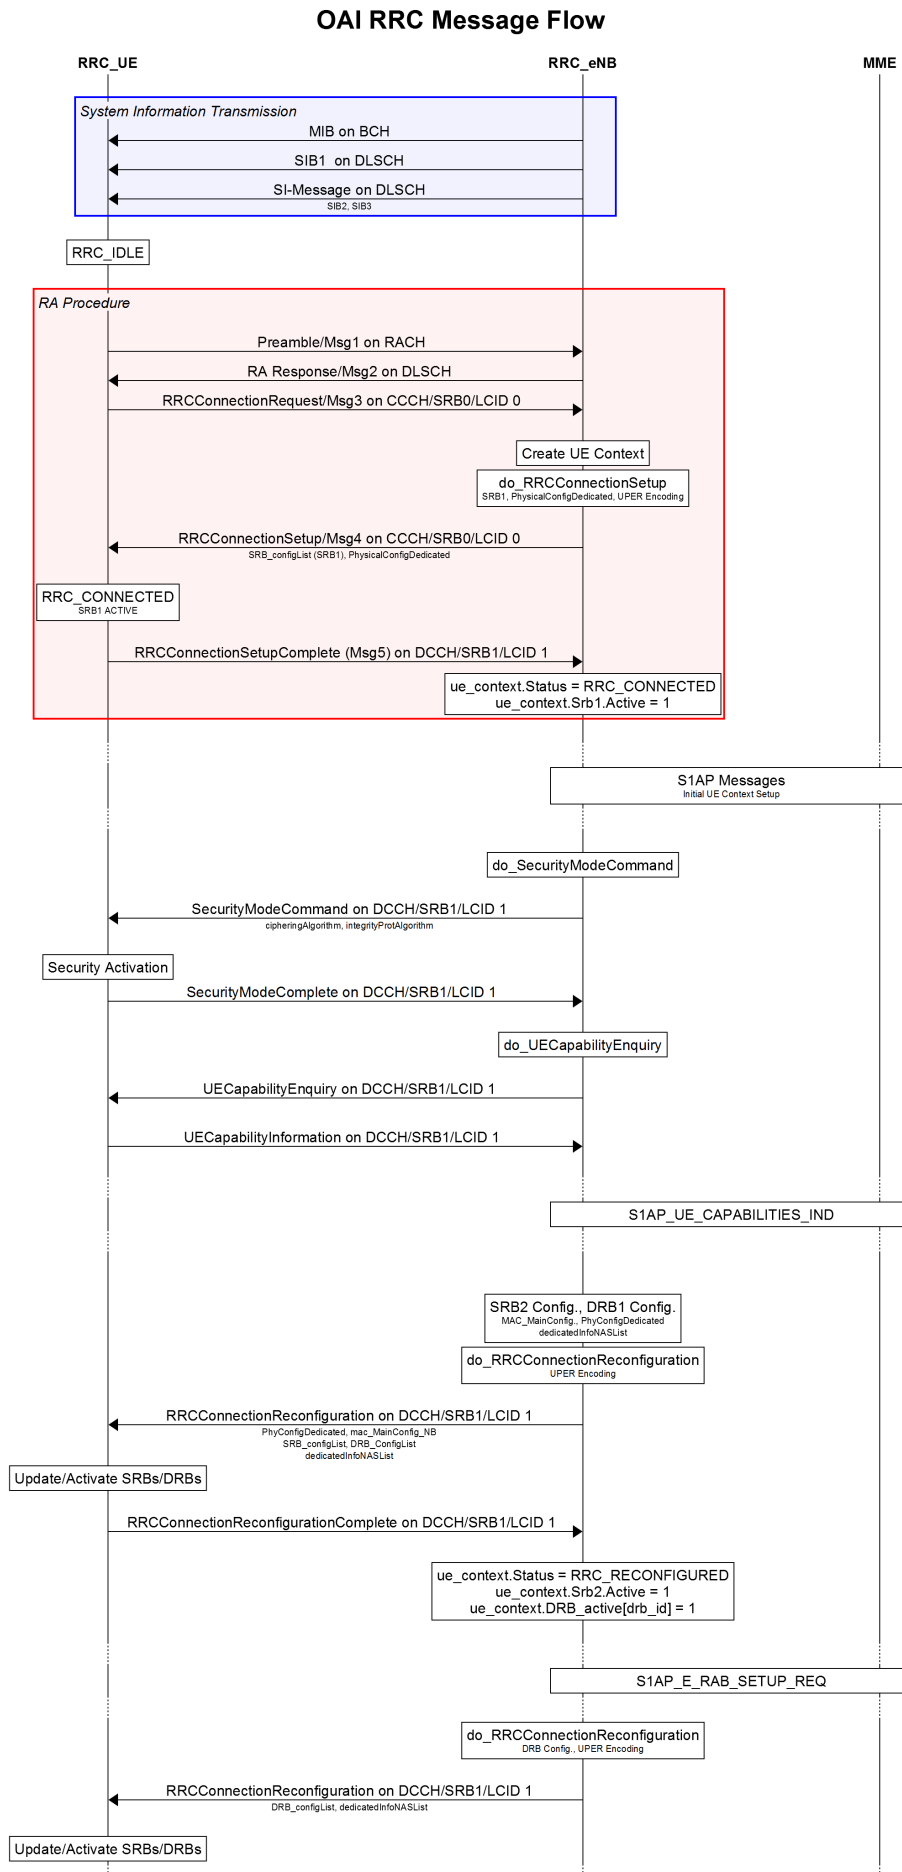 OAI RRC Message Flow
RRC_UE
RRC_eNB
MME
System Information Transmission
MIB on BCH
SIB1  on DLSCH
SI-Message on DLSCH
SIB2, SIB3
RRC_IDLE
RA Procedure
Preamble/Msg1 on RACH
RA Response/Msg2 on DLSCH
RRCConnectionRequest/Msg3 on CCCH/SRB0/LCID 0
Create UE Context
do_RRCConnectionSetup
SRB1, PhysicalConfigDedicated, UPER Encoding
RRCConnectionSetup/Msg4 on CCCH/SRB0/LCID 0
SRB_configList (SRB1), PhysicalConfigDedicated
RRC_CONNECTED
SRB1 ACTIVE
RRCConnectionSetupComplete (Msg5) on DCCH/SRB1/LCID 1
ue_context.Status = RRC_CONNECTED
ue_context.Srb1.Active = 1
S1AP Messages
Initial UE Context Setup
do_SecurityModeCommand
SecurityModeCommand on DCCH/SRB1/LCID 1
cipheringAlgorithm, integrityProtAlgorithm
Security Activation
SecurityModeComplete on DCCH/SRB1/LCID 1
do_UECapabilityEnquiry
UECapabilityEnquiry on DCCH/SRB1/LCID 1
UECapabilityInformation on DCCH/SRB1/LCID 1
S1AP_UE_CAPABILITIES_IND
SRB2 Config., DRB1 Config.
MAC_MainConfig., PhyConfigDedicated
dedicatedInfoNASList
do_RRCConnectionReconfiguration
UPER Encoding
RRCConnectionReconfiguration on DCCH/SRB1/LCID 1
PhyConfigDedicated, mac_MainConfig_NB
SRB_configList, DRB_ConfigList
dedicatedInfoNASList
Update/Activate SRBs/DRBs
RRCConnectionReconfigurationComplete on DCCH/SRB1/LCID 1
ue_context.Status = RRC_RECONFIGURED
ue_context.Srb2.Active = 1
ue_context.DRB_active[drb_id] = 1
S1AP_E_RAB_SETUP_REQ
do_RRCConnectionReconfiguration
DRB Config., UPER Encoding
RRCConnectionReconfiguration on DCCH/SRB1/LCID 1
DRB_configList, dedicatedInfoNASList
Update/Activate SRBs/DRBs